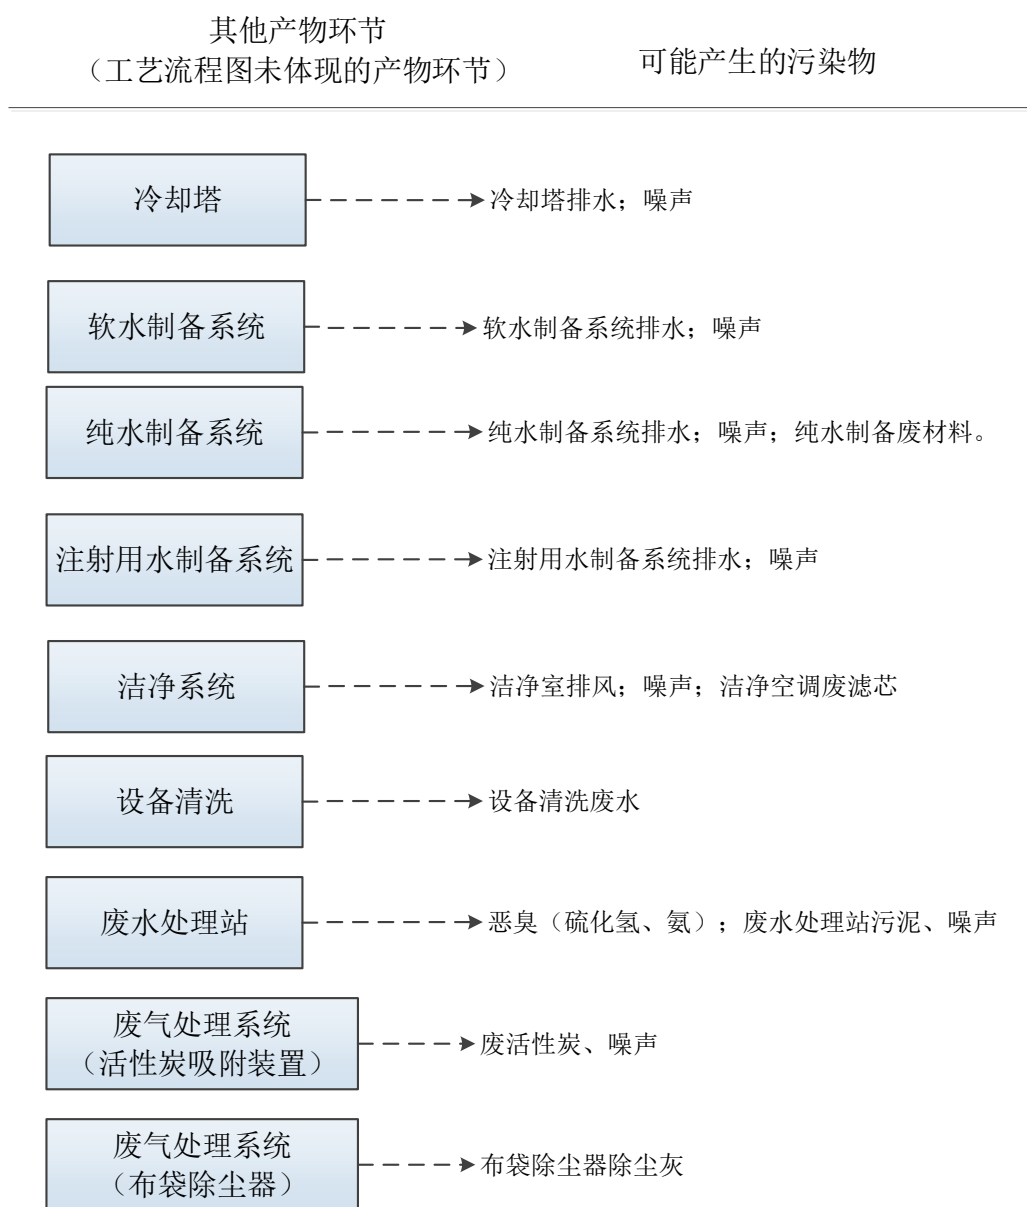 其他产物环节
（工艺流程图未体现的产物环节）
可能产生的污染物
冷却塔
冷却塔排水；噪声
软水制备系统
软水制备系统排水；噪声
纯水制备系统
纯水制备系统排水；噪声；纯水制备废材料。
注射用水制备系统
注射用水制备系统排水；噪声
洁净系统
洁净室排风；噪声；洁净空调废滤芯
设备清洗
设备清洗废水
废水处理站
恶臭（硫化氢、氨）；废水处理站污泥、噪声
废气处理系统
（活性炭吸附装置）
废活性炭、噪声
废气处理系统
（布袋除尘器）
布袋除尘器除尘灰